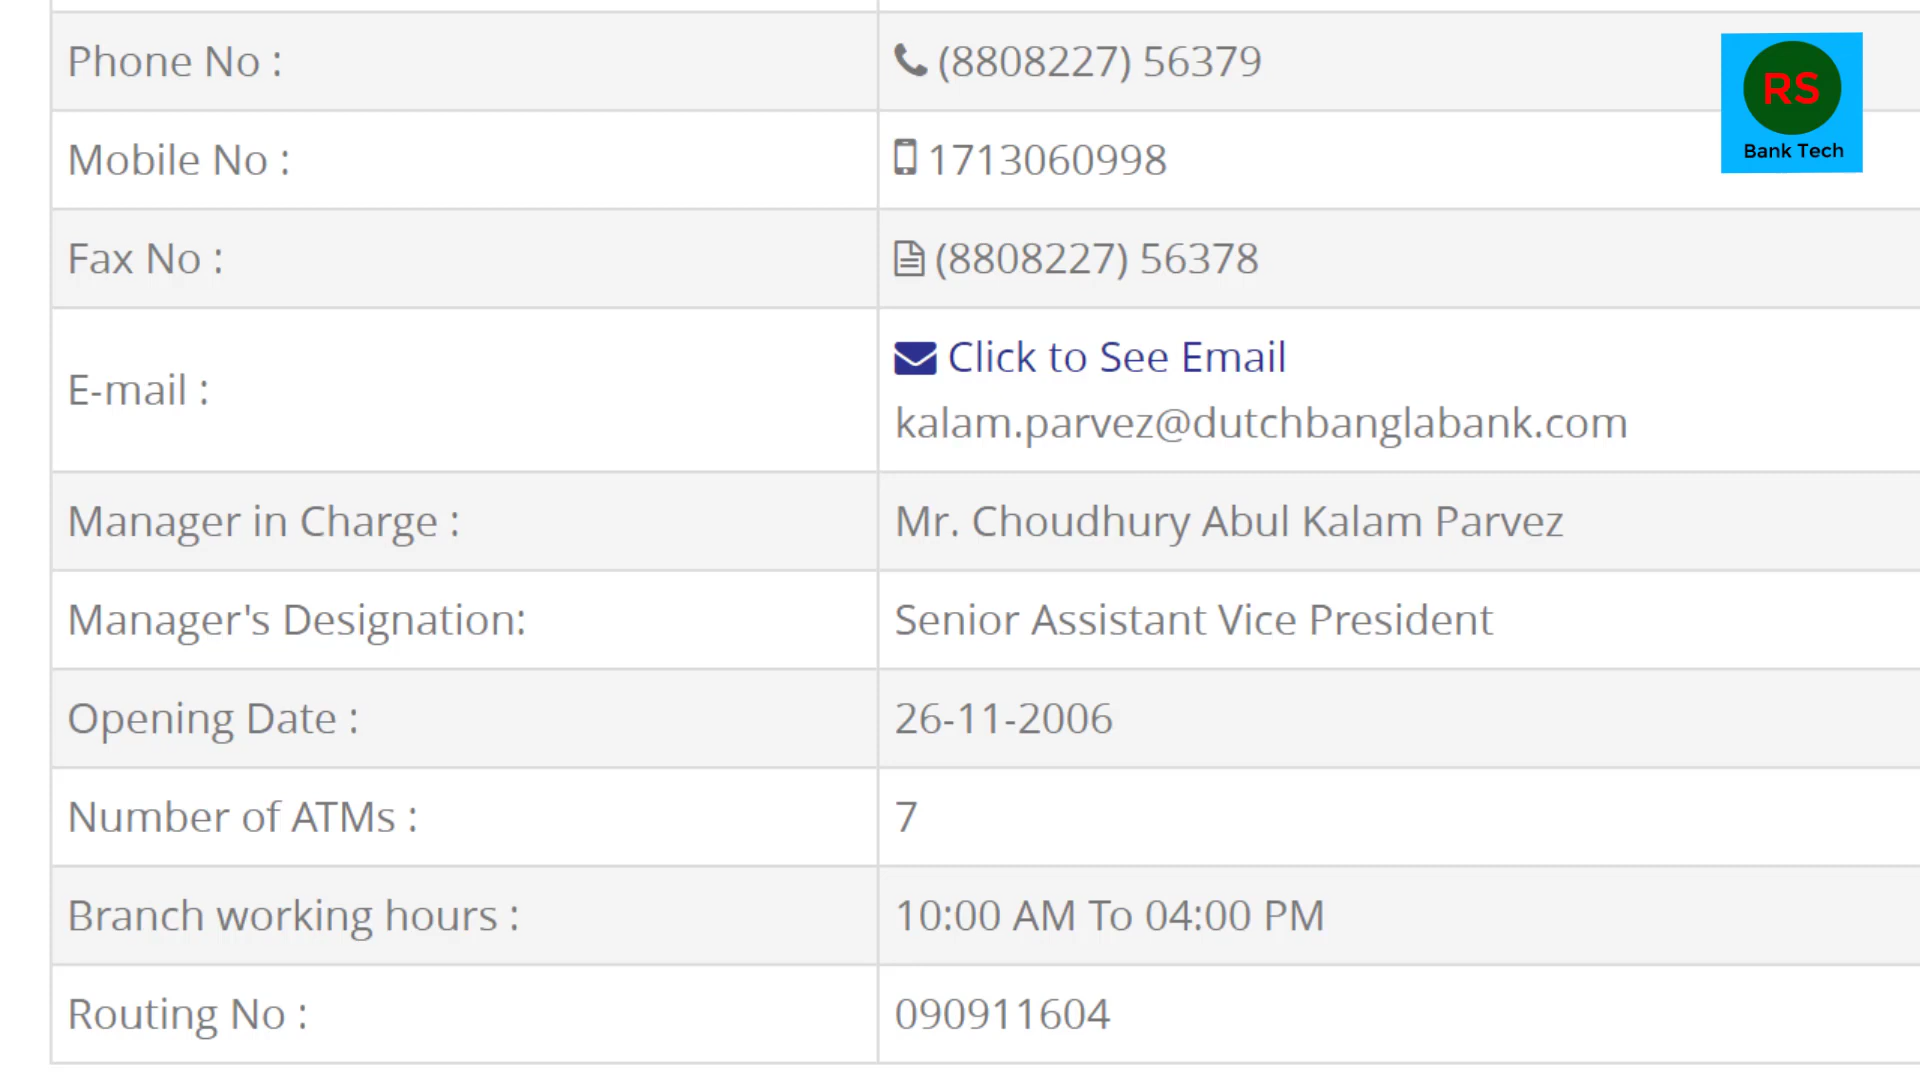 Phone No : (8808227) 56379
RS
Bank Tech
Mobile No : 1713060998
Fax No : (8808227) 56378
E-mail : Click to See Email
kalam.parvez@dutchbanglabank.com
Manager in Charge : Mr. Choudhury Abul Kalam Parvez
Manager's Designation: Senior Assistant Vice President
Opening Date : 26-11-2006
Number of ATMs : 7
Branch working hours : 10:00 AM To 04:00 PM
Routing No : 090911604